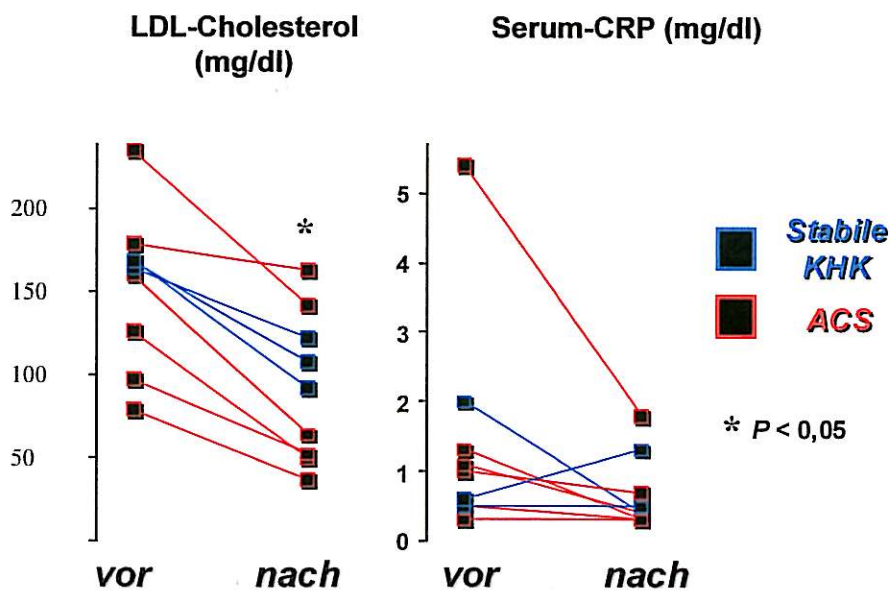 LDL-Cholesterol
(mg/dl)
Serum-CRP (mg/dl)
200
150
100
50
*
5
4
3
2
1
0
Stabile
KHK
ACS
* P < 0,05
vor
nach
vor
nach